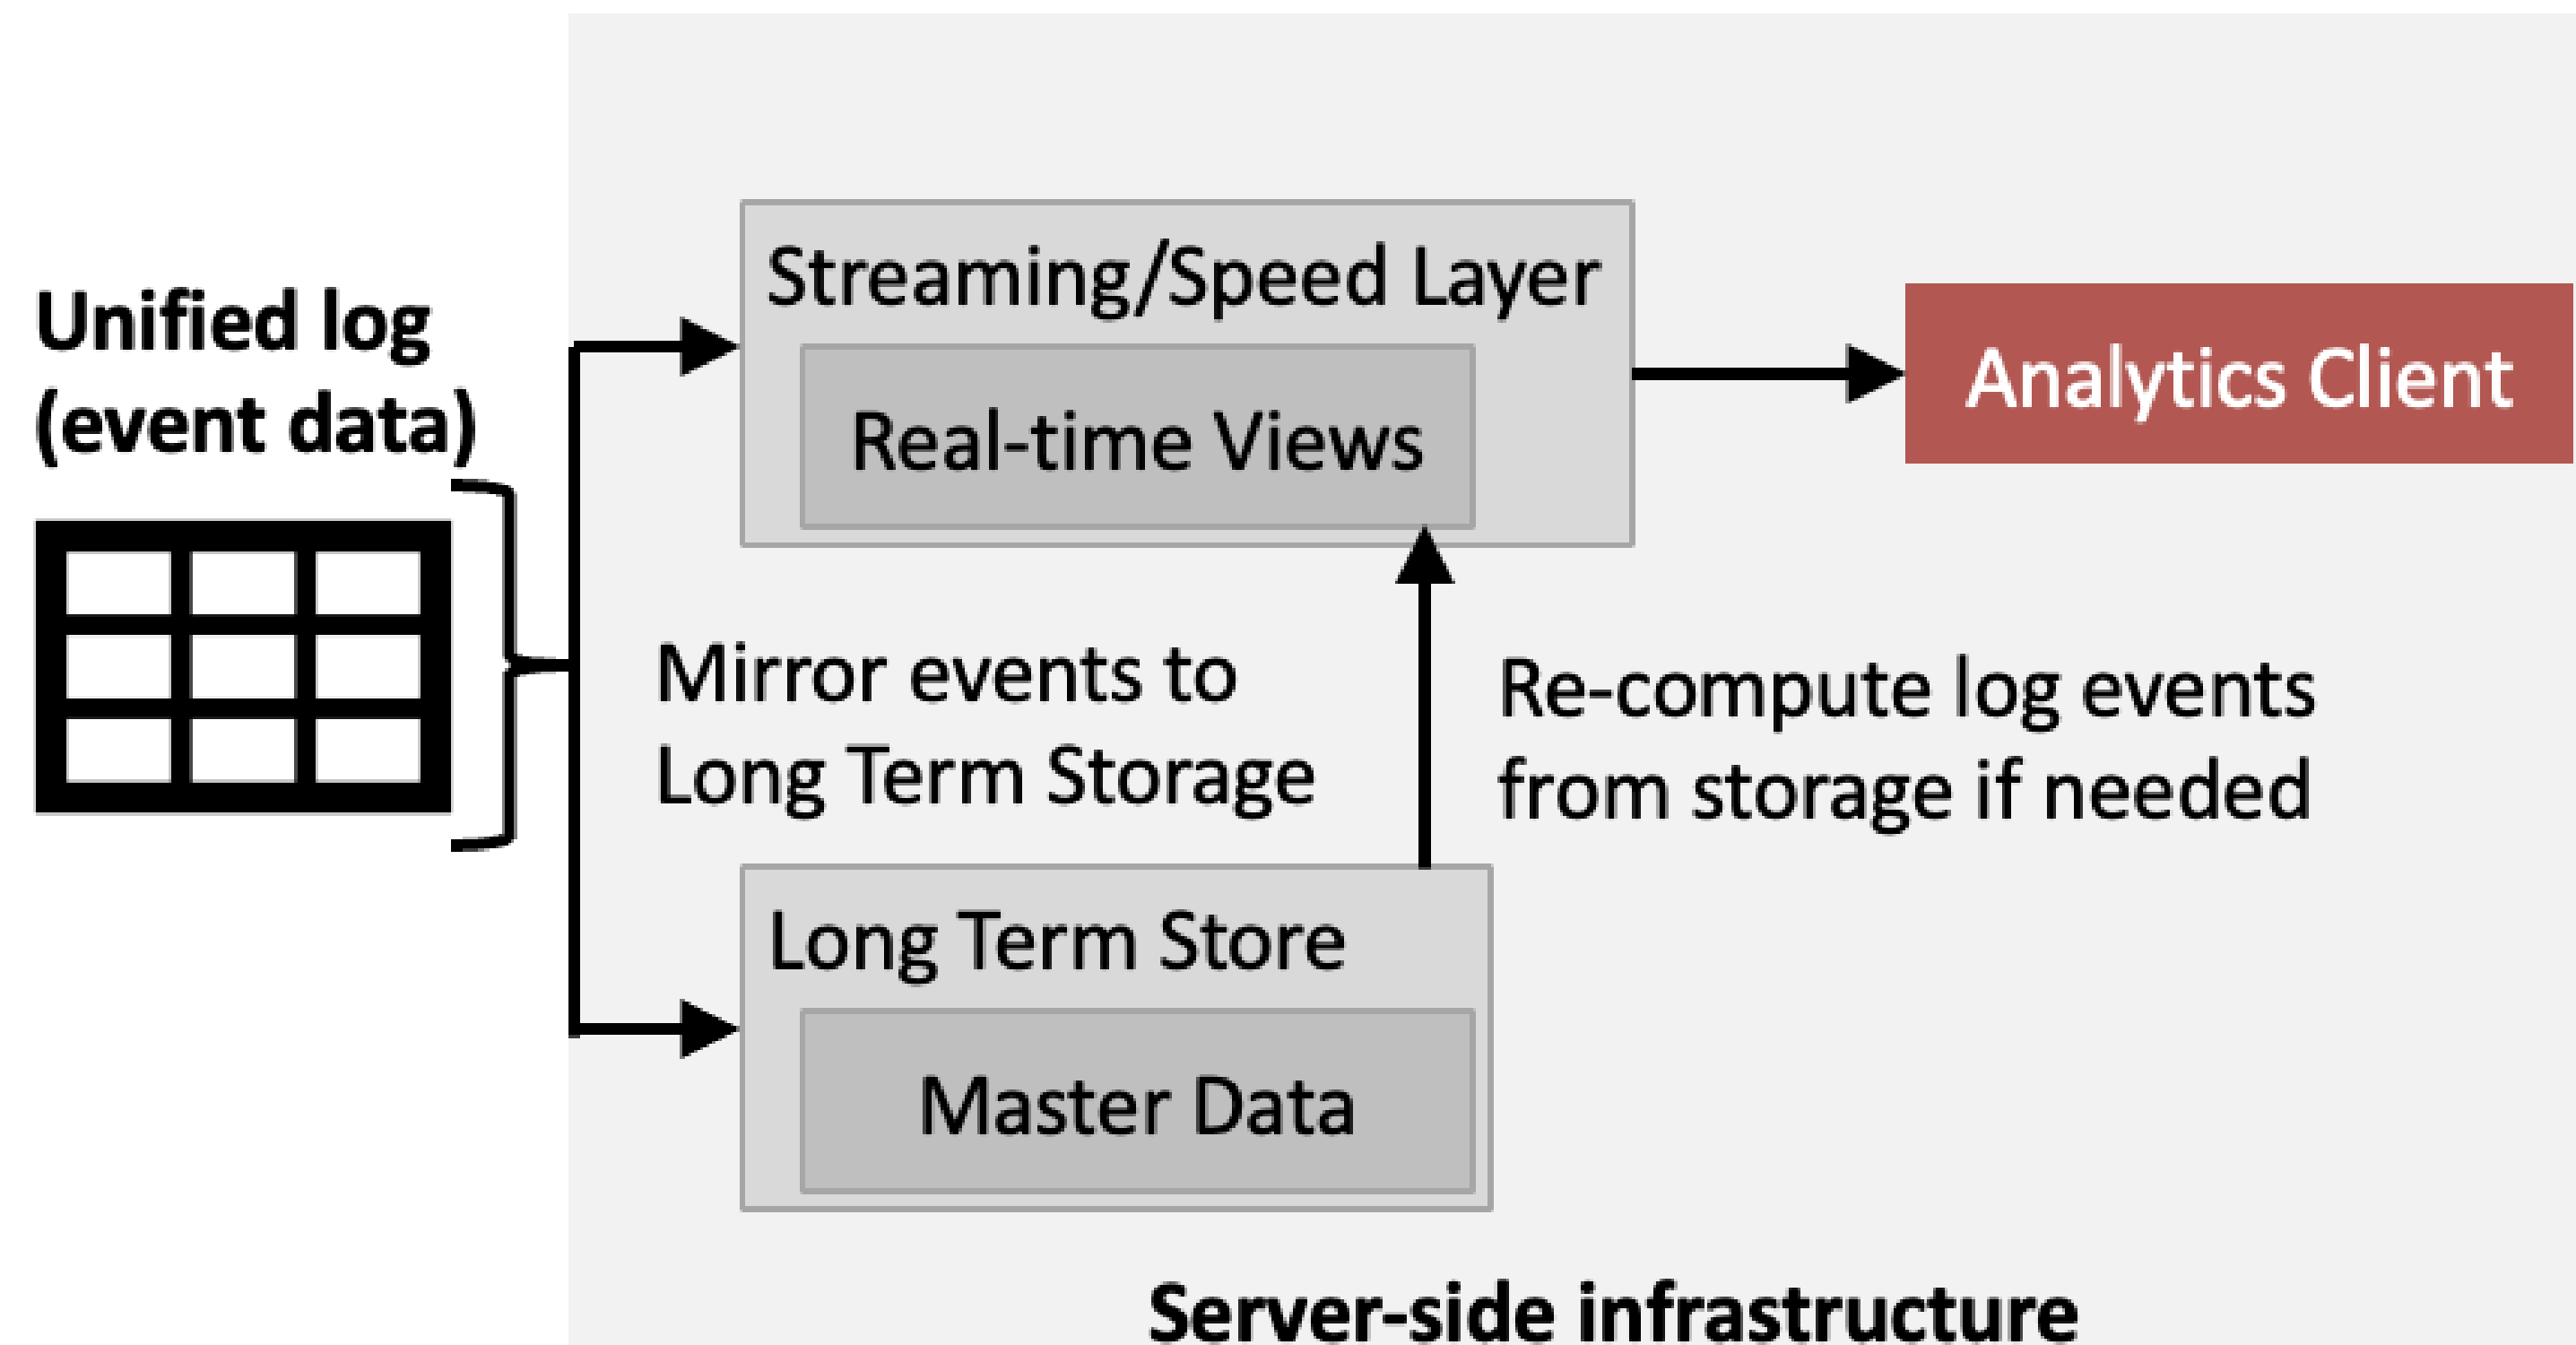 Unified log
(event data)
Streaming/Speed Layer
Real-time Views
Analytics Client
Mirror events to
Long Term Storage
Re-compute log events
from storage if needed
Long Term Store
Master Data
Server-side infrastructure